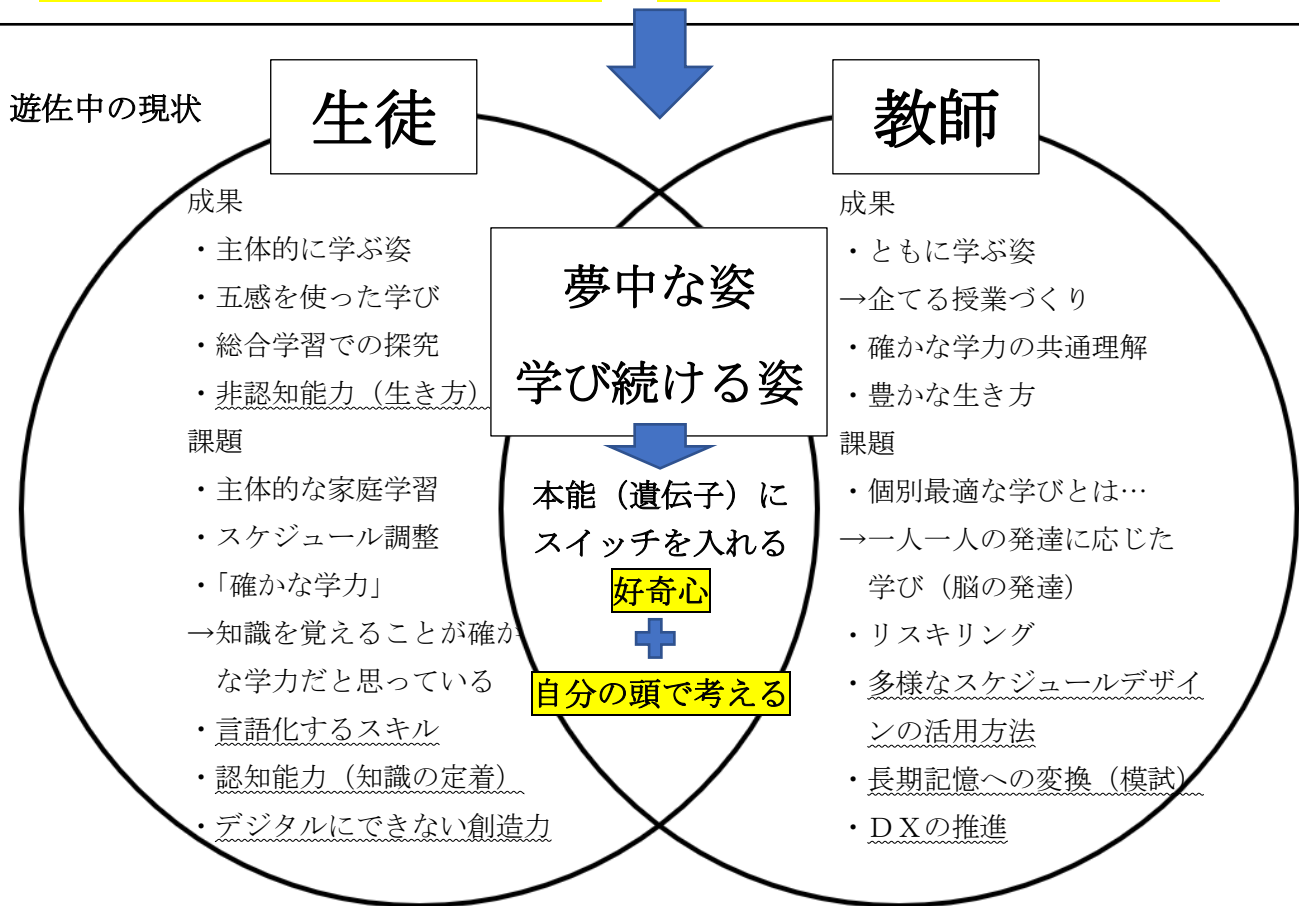 遊佐中の現状
生徒
成果
・主体的に学ぶ姿
・五感を使った学び
・総合学習での探究
・非認知能力（生き方）
課題
・主体的な家庭学習
・スケジュール調整
・「確かな学力」
→知識を覚えることが確か
な学力だと思っている
・言語化するスキル
・認知能力（知識の定着）
・デジタルにできない創造力
夢中な姿
学び続ける姿
本能（遺伝子）に
スイッチを入れる
好奇心
自分の頭で考える
教師
成果
・ともに学ぶ姿
→企てる授業づくり
・確かな学力の共通理解
・豊かな生き方
課題
・個別最適な学びとは…
→一人一人の発達に応じた
学び（脳の発達）
・リスキリング
・多様なスケジュールデザイ
ンの活用方法
・長期記憶への変換（模試）
・ＤＸの推進